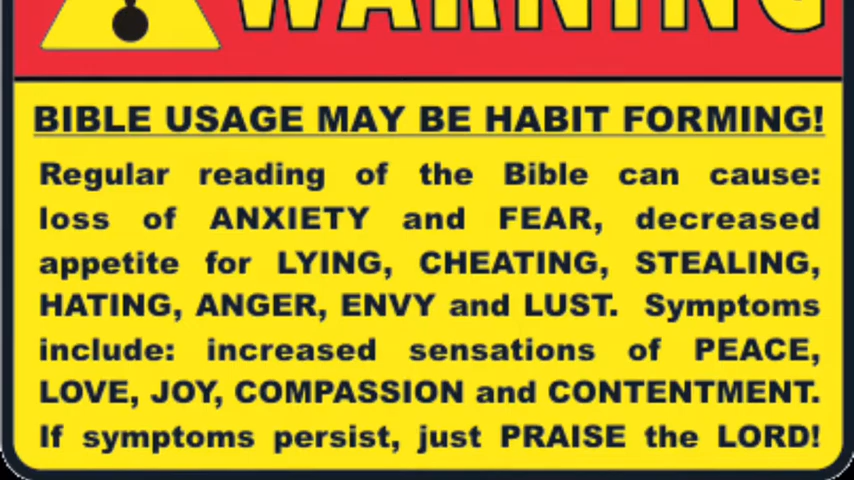 WARNING
BIBLE USAGE MAY BE HABIT FORMING!
Regular reading of the Bible can cause:
loss of ANXIETY and FEAR, decreased
appetite for LYING, CHEATING, STEALING,
HATING, ANGER, ENVY and LUST. Symptoms
include: increased sensations of PEACE,
LOVE, JOY, COMPASSION and CONTENTMENT.
If symptoms persist, just PRAISE the LORD!